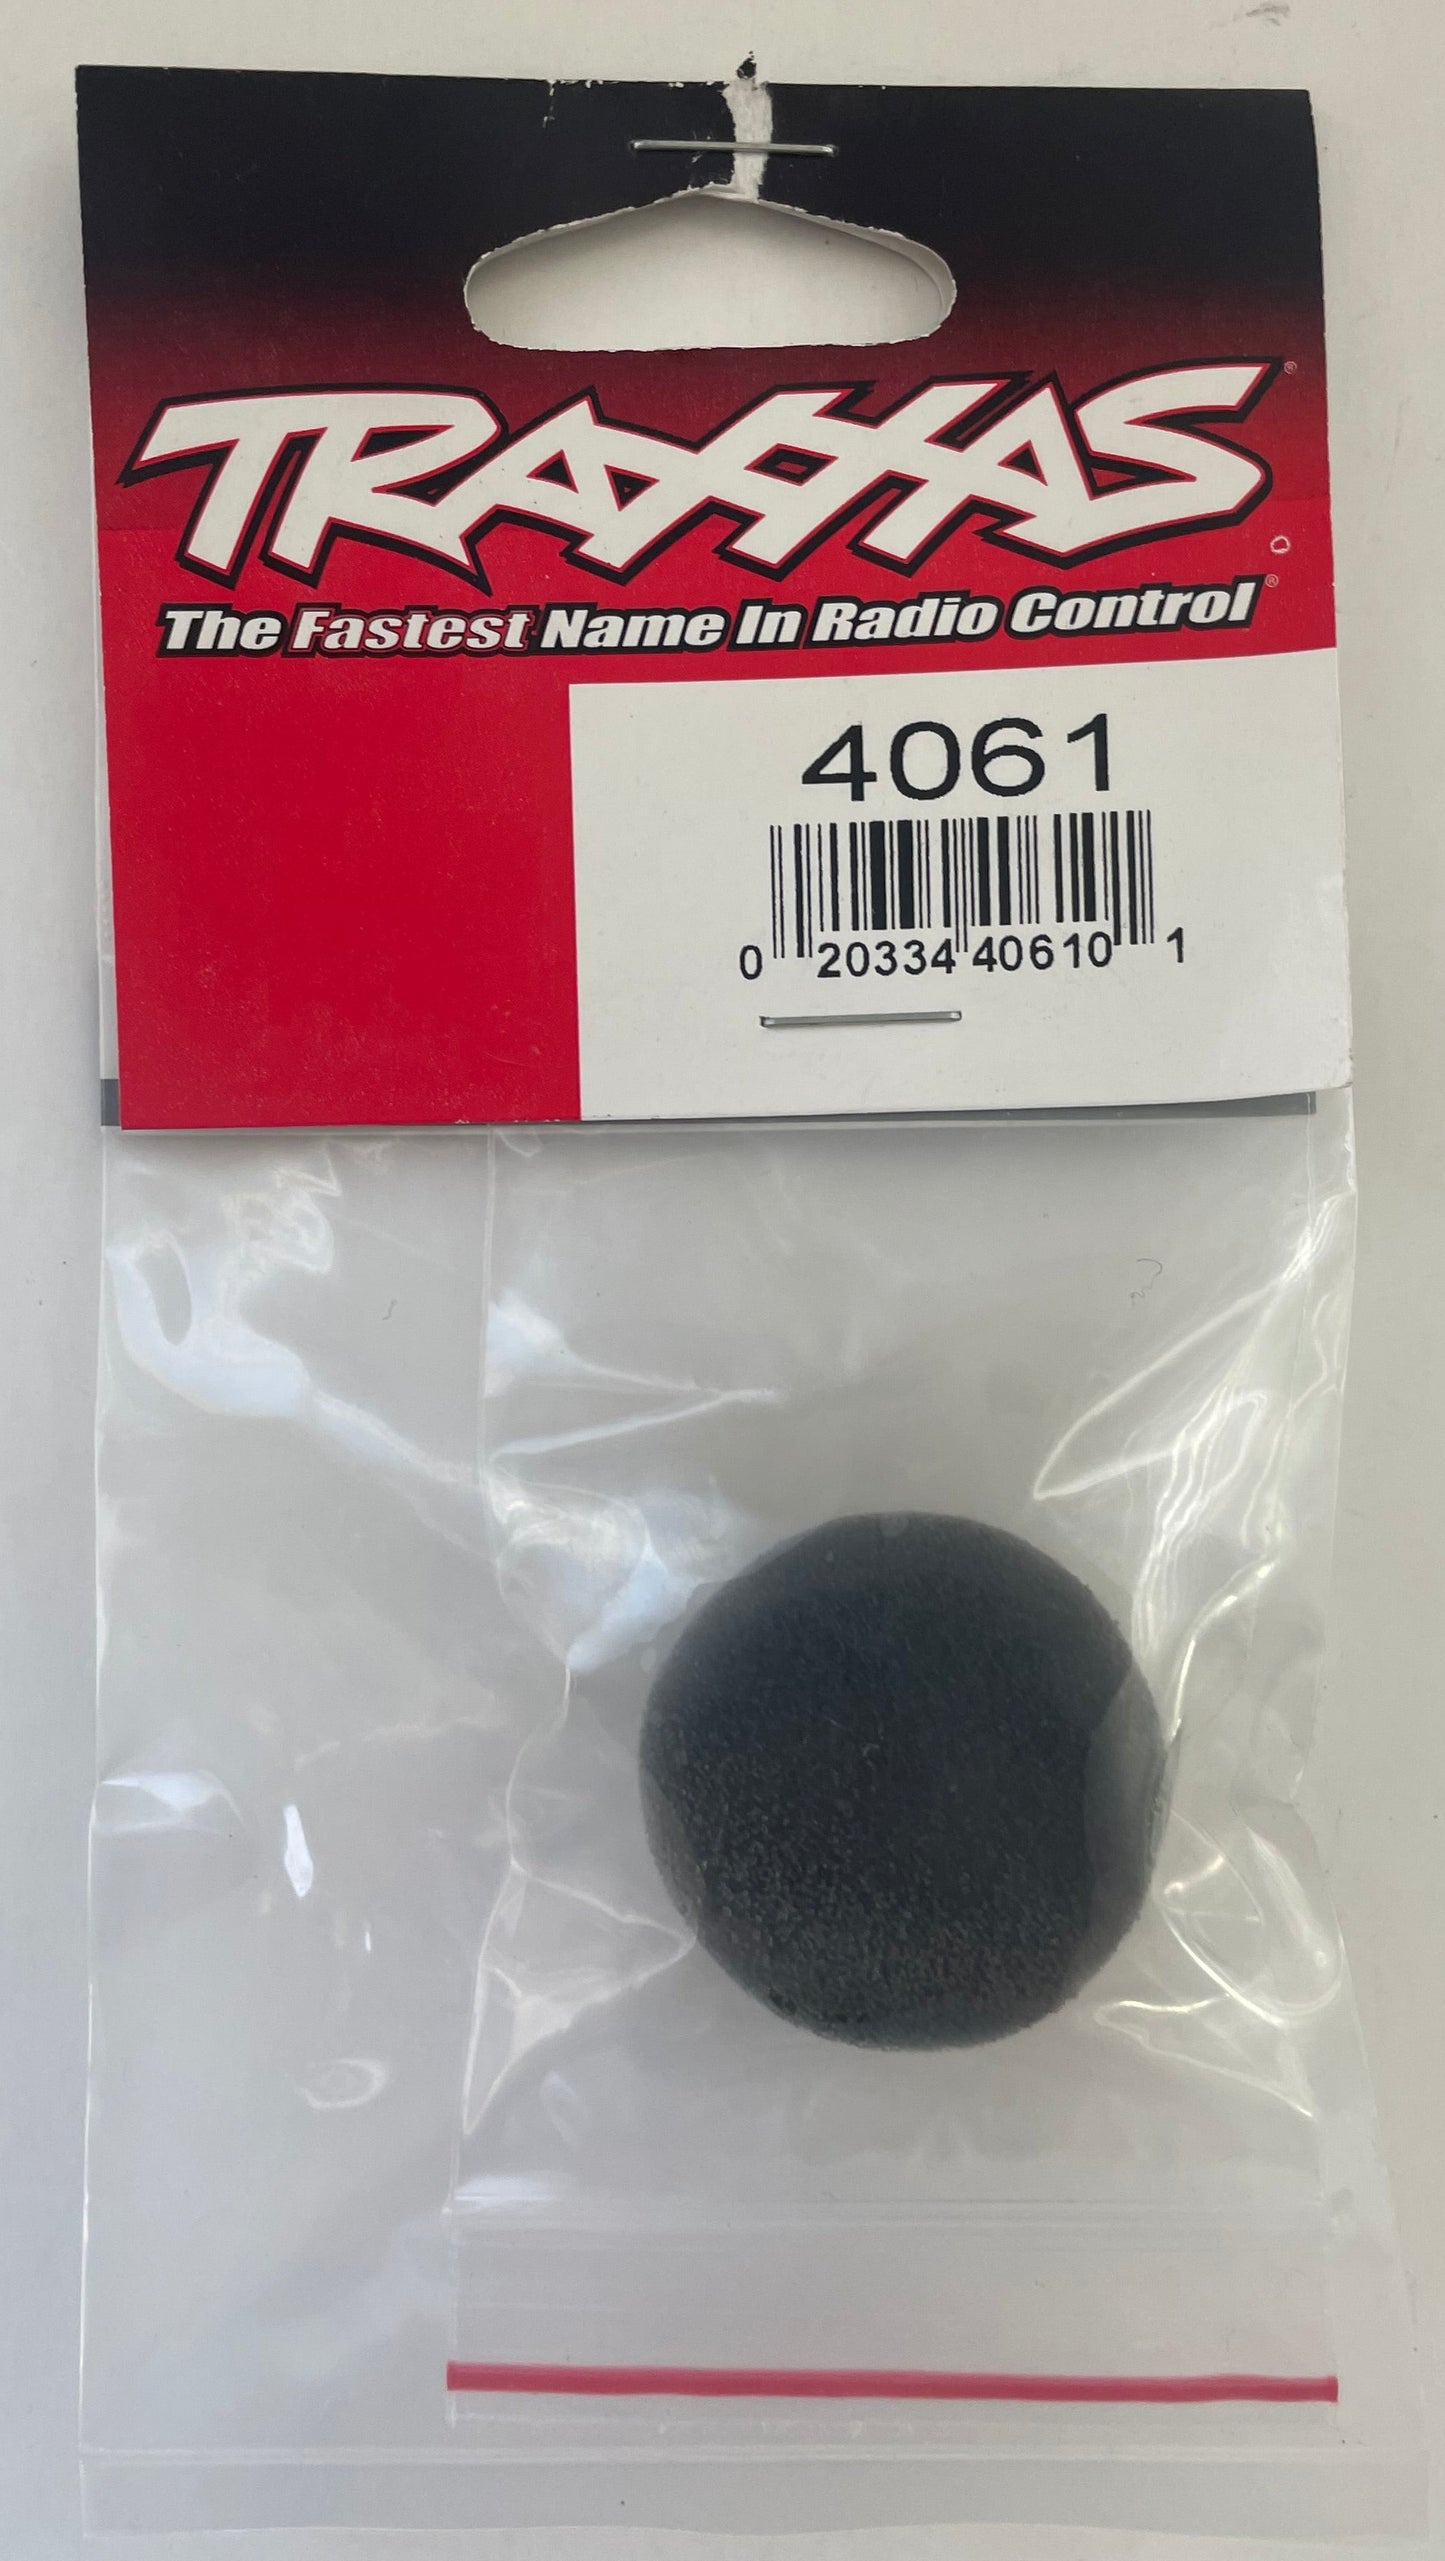 TRAXXAS®
The Fastest Name In Radio Control®
4061
0 20334 40610 1